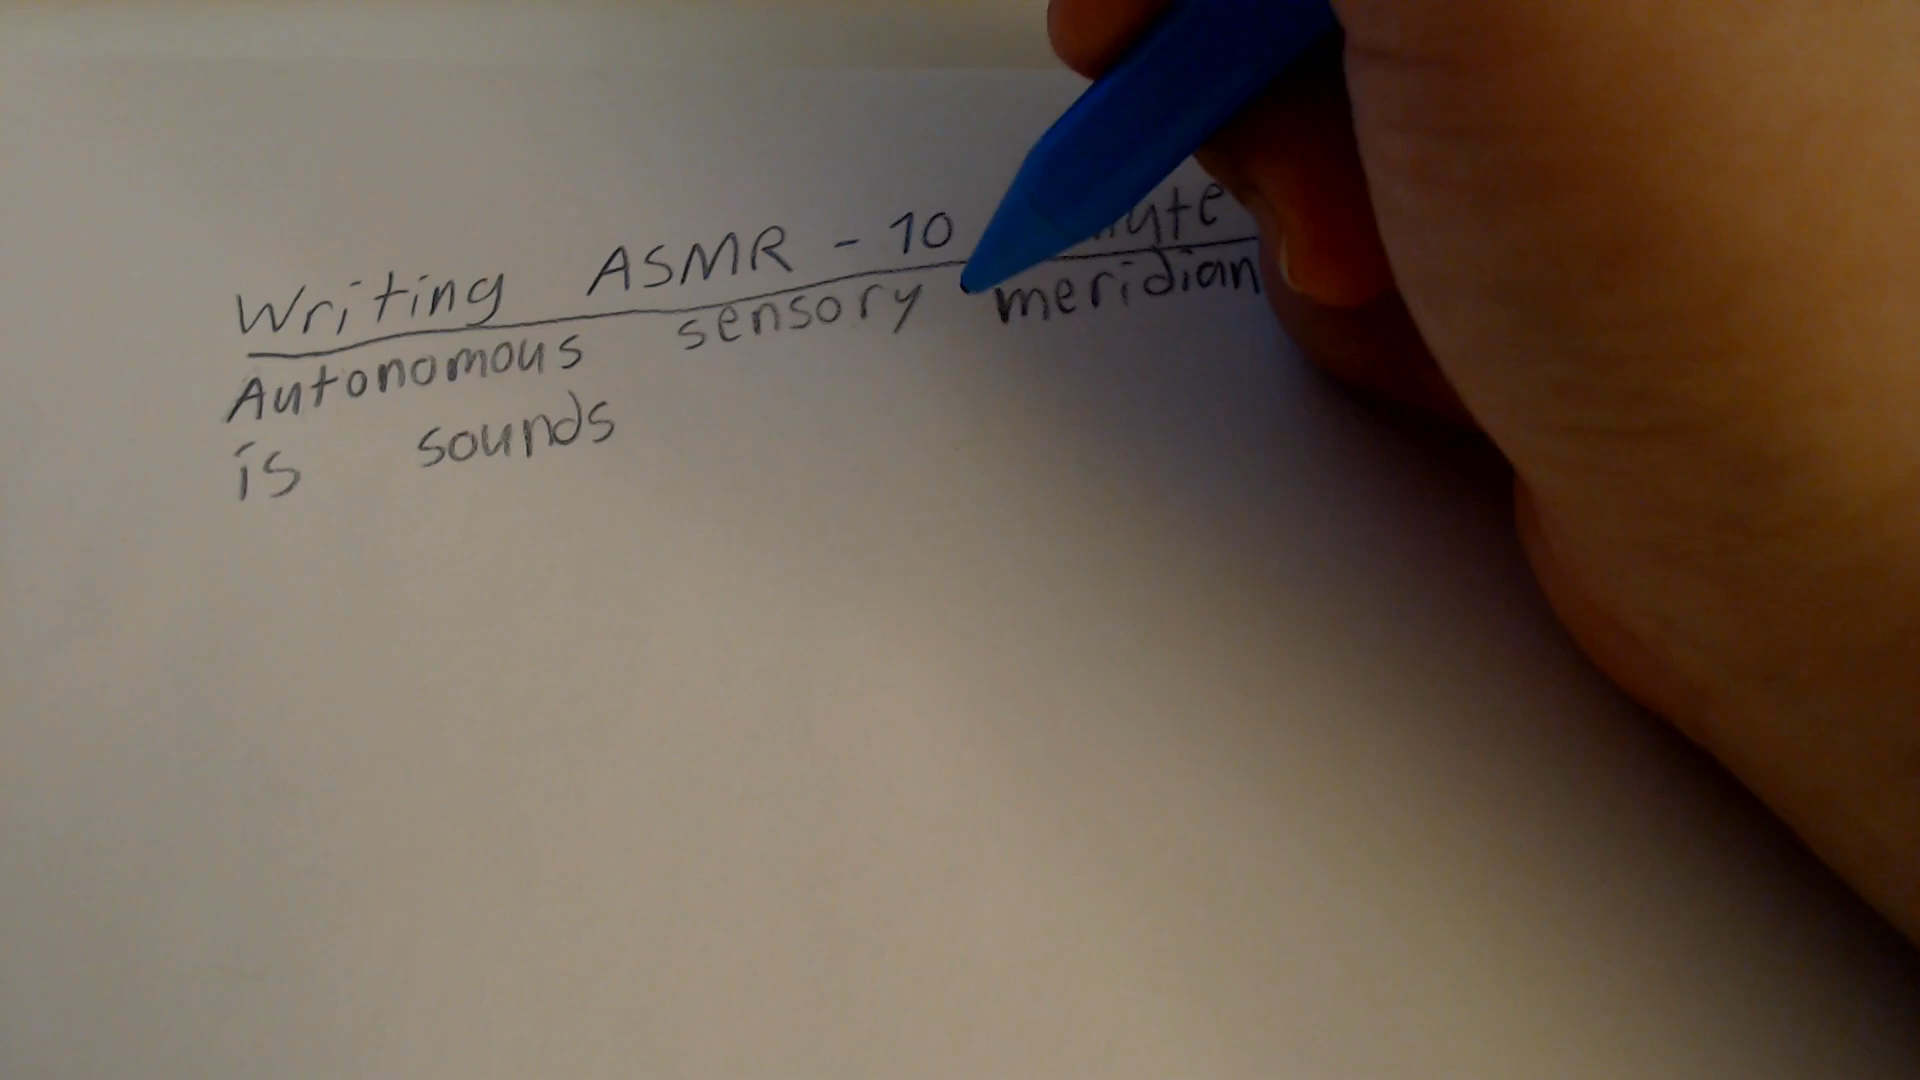 Writing ASMR - 10
Autonomous sensory meridian
is sounds